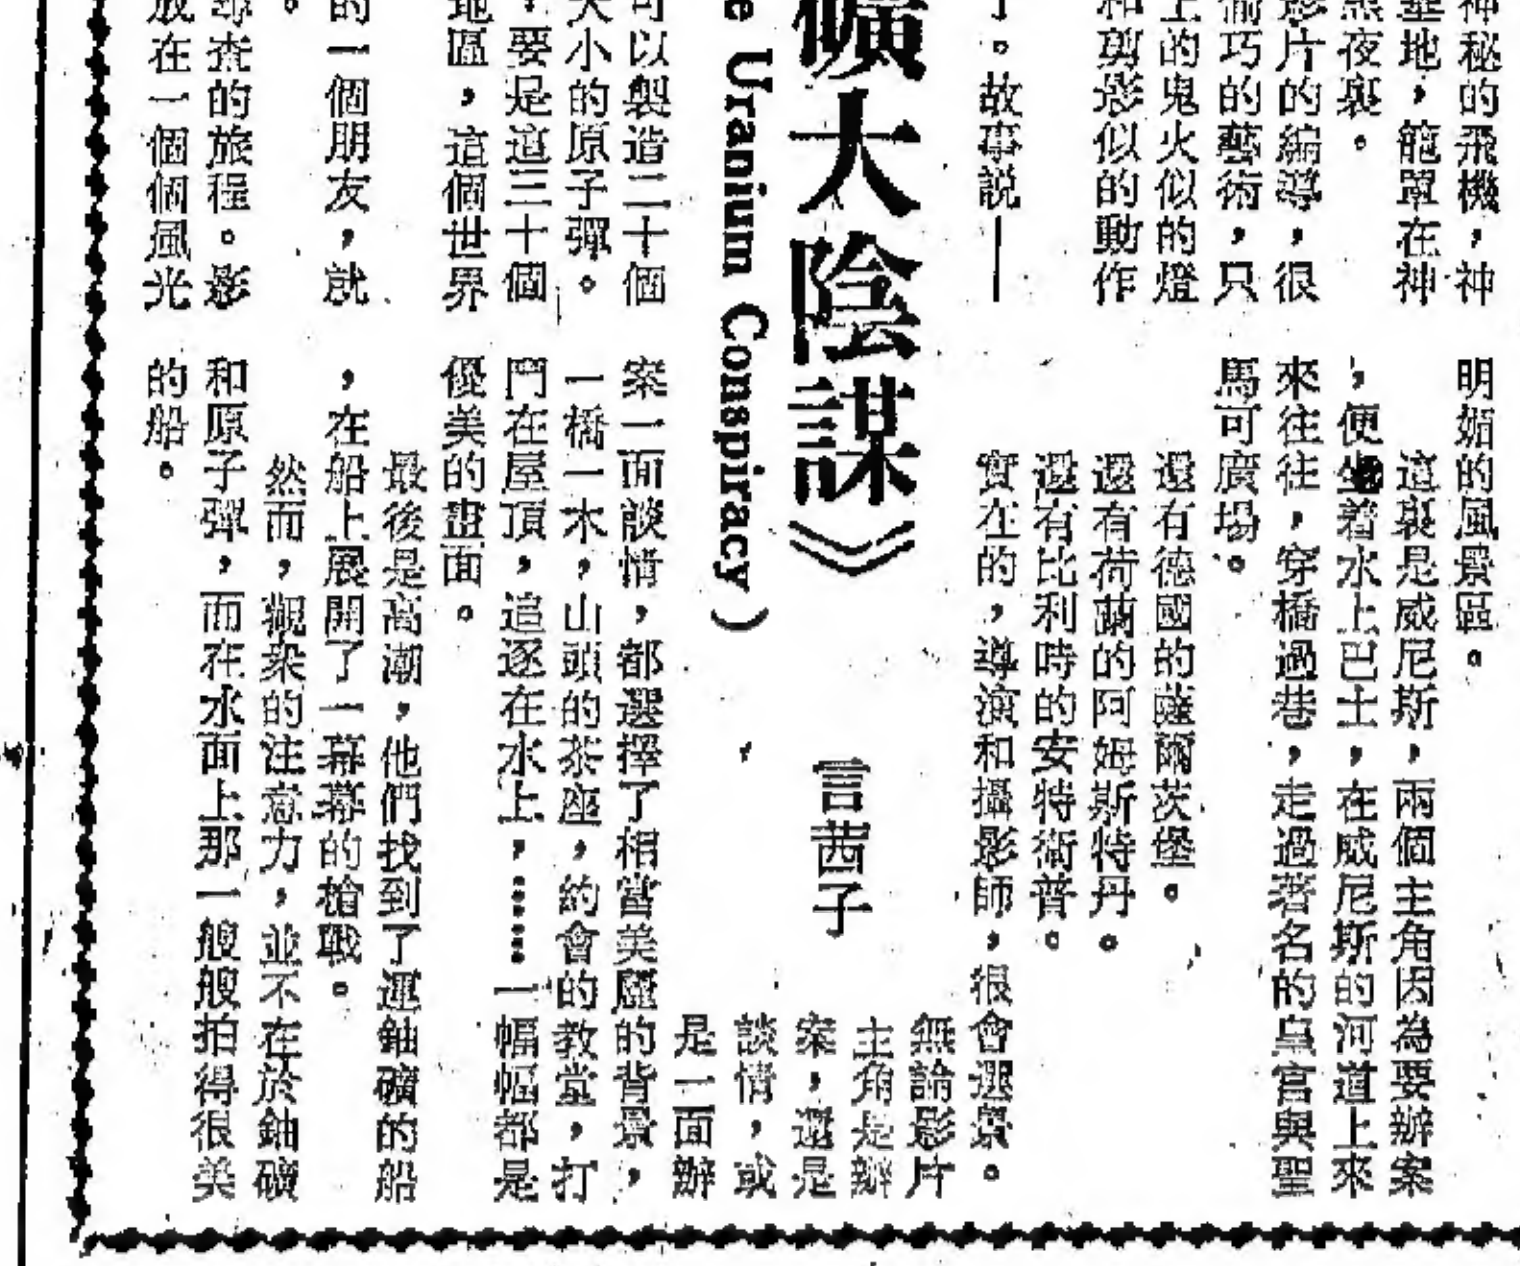 神秘的飛機，神
地，籠罩在神
黑夜裏。
影片的編導，很
偷巧的藝術，只
上的鬼火似的燈
和剪影似的動作
了。故事説——
礦大陰謀》
e Uranium Conspiracy)
言茜子
可以製造二十個
大小的原子彈。
要是這三十個
地區，這個世界
的一個朋友，就
。
尋查的旅程。影
放在一個個風光
明媚的風景區。
這裏是威尼斯，兩個主角因為要辦案
，便坐着水上巴士，在威尼斯的河道上來
來往往，穿橋過巷，走過著名的皇宮與聖
馬可廣場。
還有德國的薩爾茨堡。
還有荷蘭的阿姆斯特丹。
還有比利時的安特衛普。
實在的，導演和攝影師，很會選景。
無論影片
主角是辦
案，還是
談情，或
是一面辦
案一面談情，都選擇了相當美麗的背景，
一橋一木，山頭的茶座，約會的教堂，打
鬥在屋頂，追逐在水上，……一幅幅都是
優美的畫面。
最後是高潮，他們找到了運鈾礦的船
，在船上展開了一幕幕的槍戰。
然而，觀衆的注意力，並不在於鈾礦
和原子彈，而在水面上那一艘艘拍得很美
的船。